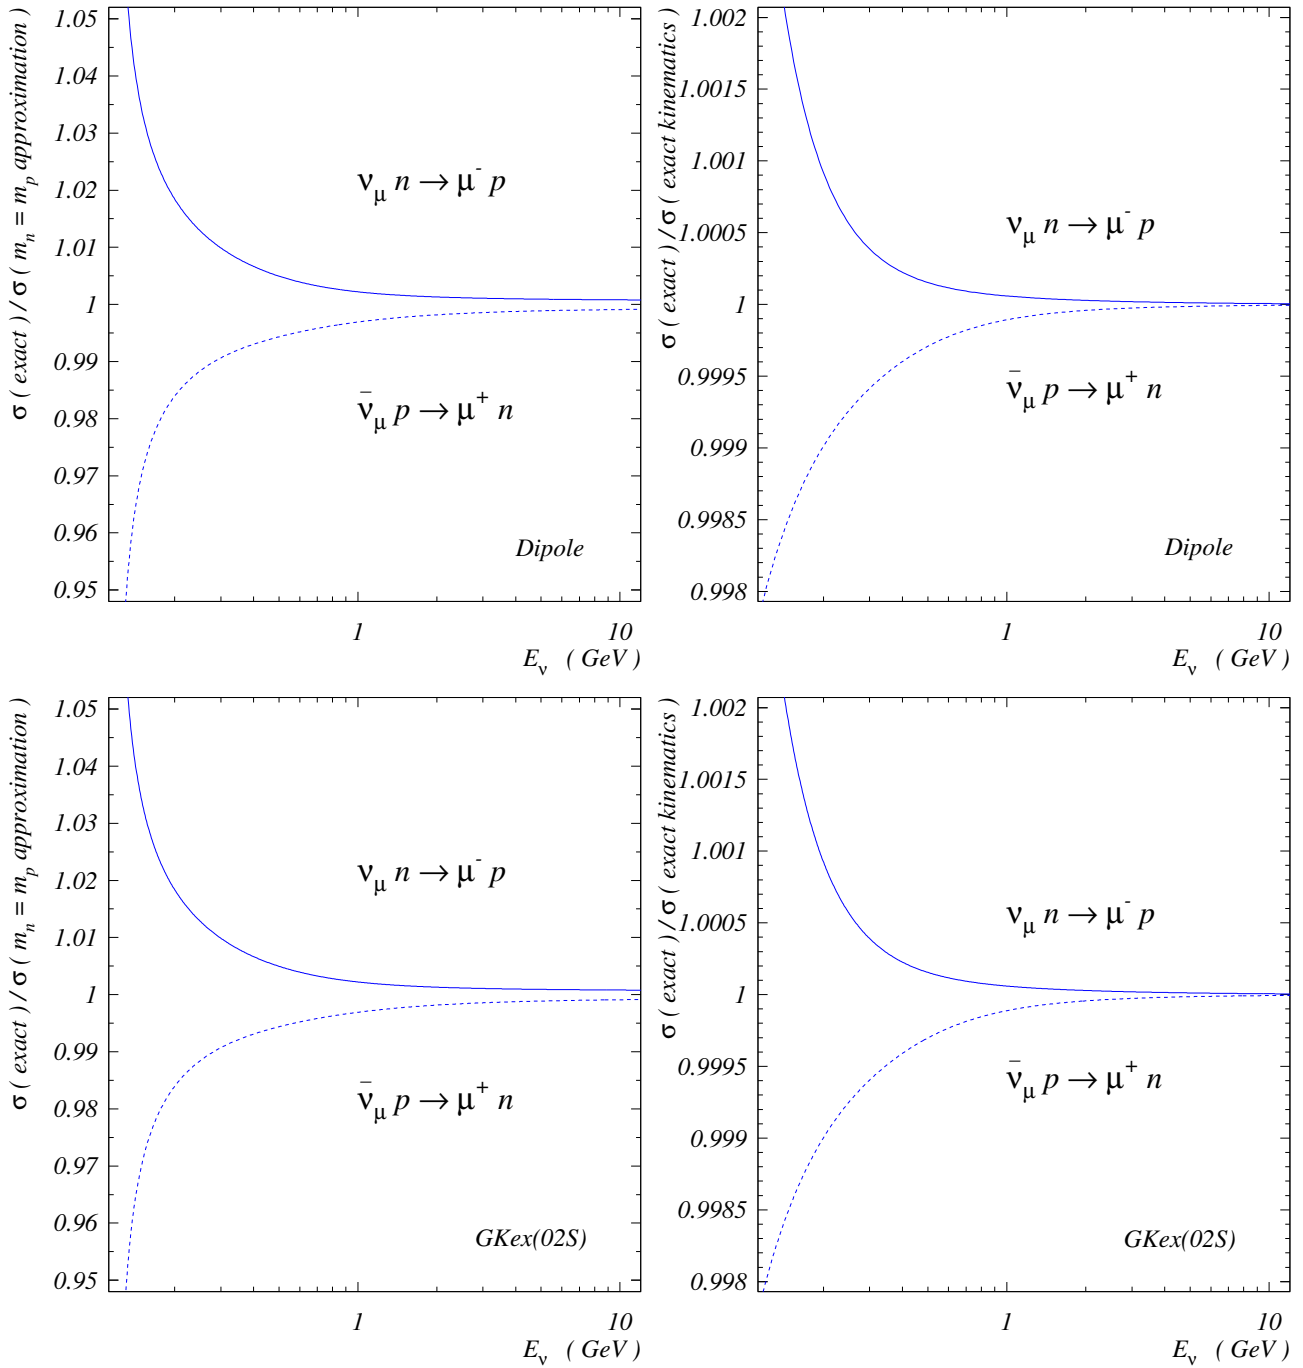 σ ( exact ) / σ ( m_n = m_p approximation )
1.05
1.04
1.03
1.02
1.01
1
0.99
0.98
0.97
0.96
0.95
ν_μ n → μ^- p
ν̄_μ p → μ^+ n
Dipole
1 10
E_ν ( GeV )
σ ( exact ) / σ ( exact kinematics )
1.002
1.0015
1.001
1.0005
1
0.9995
0.999
0.9985
0.998
ν_μ n → μ^- p
ν̄_μ p → μ^+ n
Dipole
1 10
E_ν ( GeV )
σ ( exact ) / σ ( m_n = m_p approximation )
1.05
1.04
1.03
1.02
1.01
1
0.99
0.98
0.97
0.96
0.95
ν_μ n → μ^- p
ν̄_μ p → μ^+ n
GKex(02S)
1 10
E_ν ( GeV )
σ ( exact ) / σ ( exact kinematics )
1.002
1.0015
1.001
1.0005
1
0.9995
0.999
0.9985
0.998
ν_μ n → μ^- p
ν̄_μ p → μ^+ n
GKex(02S)
1 10
E_ν ( GeV )